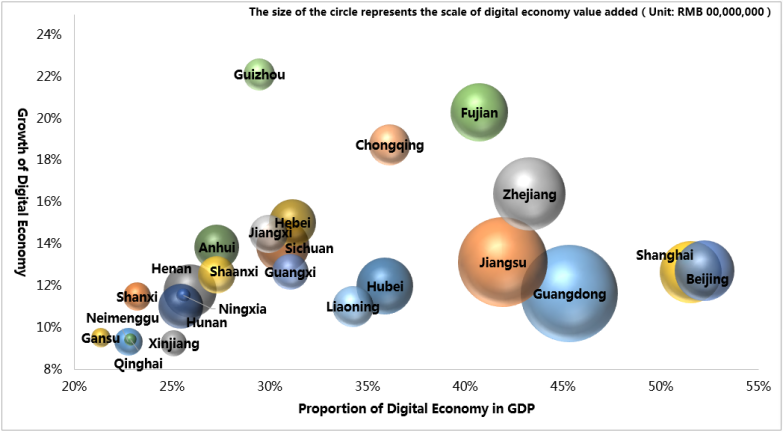 The size of the circle represents the scale of digital economy value added ( Unit: RMB 00,000,000 )
24%
22%
20%
18%
16%
14%
12%
10%
8%
Growth of Digital Economy
Guizhou
Fujian
Chongqing
Zhejiang
Hebei
Jiangxi
Anhui
Sichuan
Shanghai
Jiangsu
Henan
Shaanxi
Guangxi
Beijing
Hubei
Guangdong
Shanxi
Liaoning
Ningxia
Neimenggu
Hunan
Gansu
Xinjiang
Qinghai
20%
25%
30%
35%
40%
45%
50%
55%
Proportion of Digital Economy in GDP